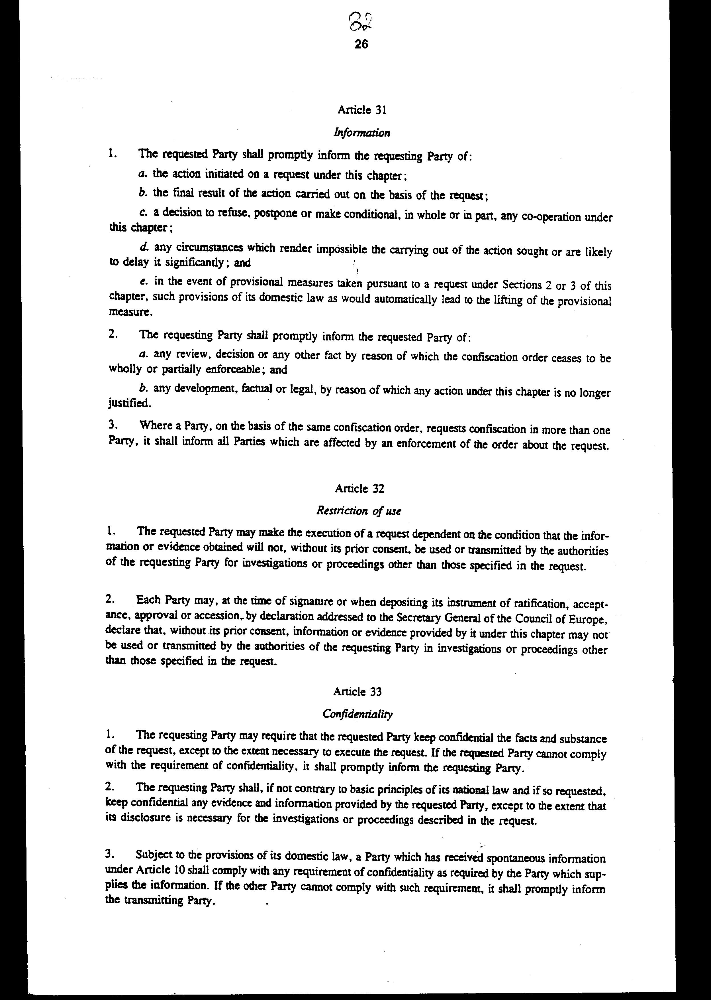 32
26
Article 31
Information
1. The requested Party shall promptly inform the requesting Party of:
a. the action initiated on a request under this chapter;
b. the final result of the action carried out on the basis of the request;
c. a decision to refuse, postpone or make conditional, in whole or in part, any co-operation under
this chapter;
d. any circumstances which render impossible the carrying out of the action sought or are likely
to delay it significantly; and
e. in the event of provisional measures taken pursuant to a request under Sections 2 or 3 of this
chapter, such provisions of its domestic law as would automatically lead to the lifting of the provisional
measure.
2. The requesting Party shall promptly inform the requested Party of:
a. any review, decision or any other fact by reason of which the confiscation order ceases to be
wholly or partially enforceable; and
b. any development, factual or legal, by reason of which any action under this chapter is no longer
justified.
3. Where a Party, on the basis of the same confiscation order, requests confiscation in more than one
Party, it shall inform all Parties which are affected by an enforcement of the order about the request.
Article 32
Restriction of use
1. The requested Party may make the execution of a request dependent on the condition that the infor-
mation or evidence obtained will not, without its prior consent, be used or transmitted by the authorities
of the requesting Party for investigations or proceedings other than those specified in the request.
2. Each Party may, at the time of signature or when depositing its instrument of ratification, accept-
ance, approval or accession, by declaration addressed to the Secretary General of the Council of Europe,
declare that, without its prior consent, information or evidence provided by it under this chapter may not
be used or transmitted by the authorities of the requesting Party in investigations or proceedings other
than those specified in the request.
Article 33
Confidentiality
1. The requesting Party may require that the requested Party keep confidential the facts and substance
of the request, except to the extent necessary to execute the request. If the requested Party cannot comply
with the requirement of confidentiality, it shall promptly inform the requesting Party.
2. The requesting Party shall, if not contrary to basic principles of its national law and if so requested,
keep confidential any evidence and information provided by the requested Party, except to the extent that
its disclosure is necessary for the investigations or proceedings described in the request.
3. Subject to the provisions of its domestic law, a Party which has received spontaneous information
under Article 10 shall comply with any requirement of confidentiality as required by the Party which sup-
plies the information. If the other Party cannot comply with such requirement, it shall promptly inform
the transmitting Party.